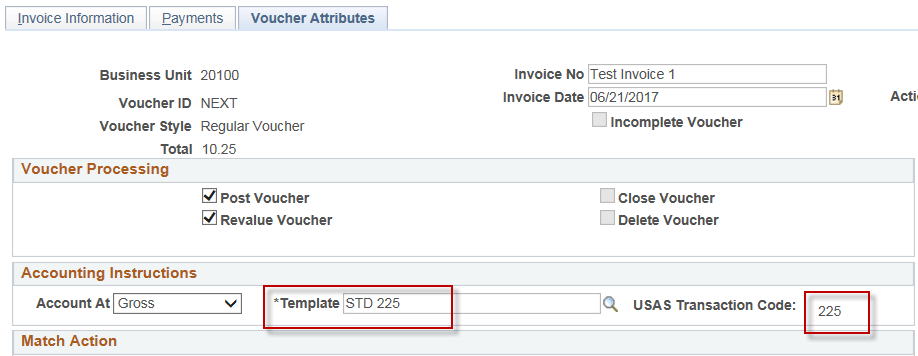 Invoice Information Payments Voucher Attributes
Business Unit 20100 Invoice No Test Invoice 1
Voucher ID NEXT Invoice Date 06/21/2017 31 Acti
Voucher Style Regular Voucher Incomplete Voucher
Total 10.25
Voucher Processing
Post Voucher Close Voucher
Revalue Voucher Delete Voucher
Accounting Instructions
Account At Gross *Template STD 225 USAS Transaction Code: 225
Match Action